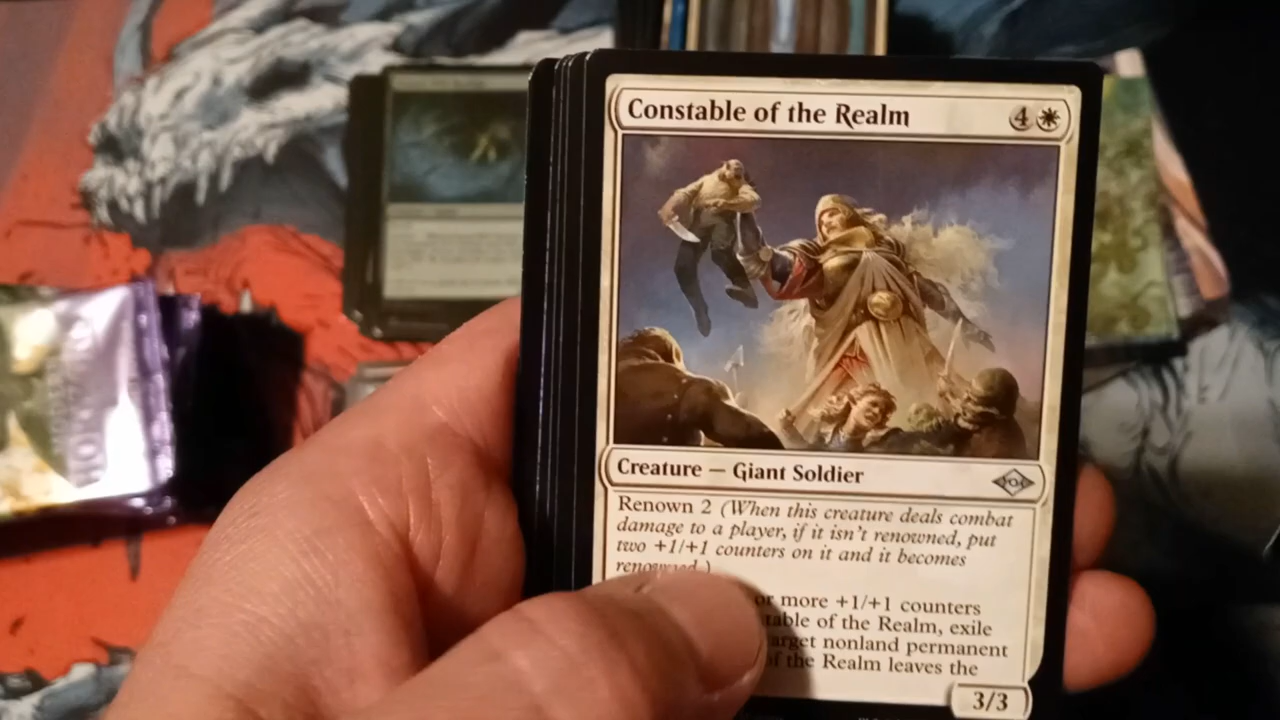 Constable of the Realm 4
Creature — Giant Soldier
Renown 2 (When this creature deals combat
damage to a player, if it isn't renowned, put
two +1/+1 counters on it and it becomes
renowned.)
or more +1/+1 counters
table of the Realm, exile
arget nonland permanent
of the Realm leaves the
3/3